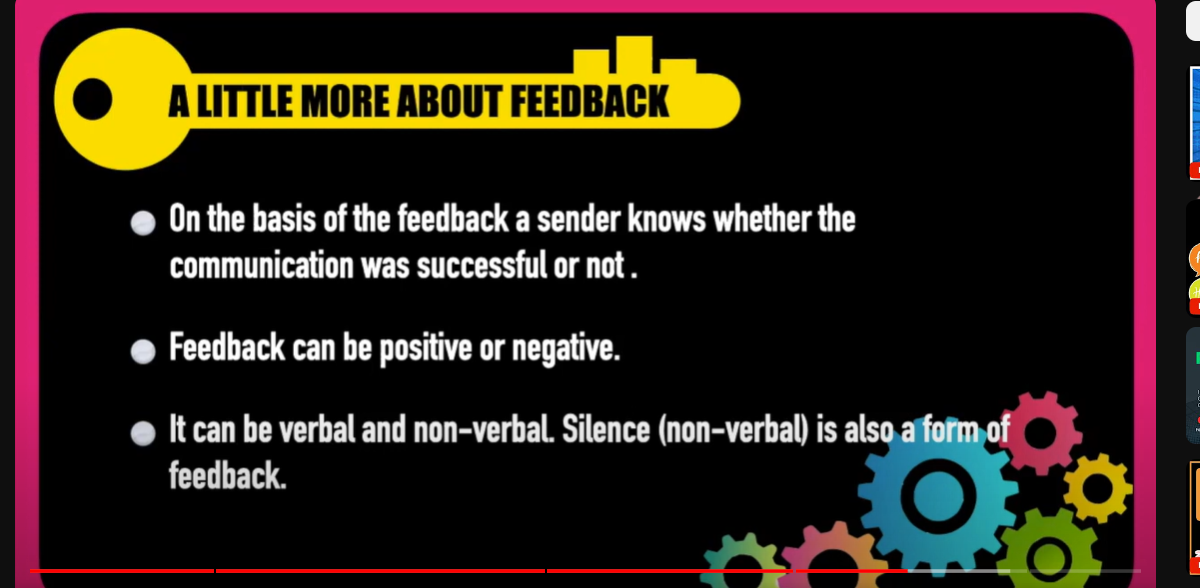 A LITTLE MORE ABOUT FEEDBACK
On the basis of the feedback a sender knows whether the
communication was successful or not .
Feedback can be positive or negative.
It can be verbal and non-verbal. Silence (non-verbal) is also a form of
feedback.